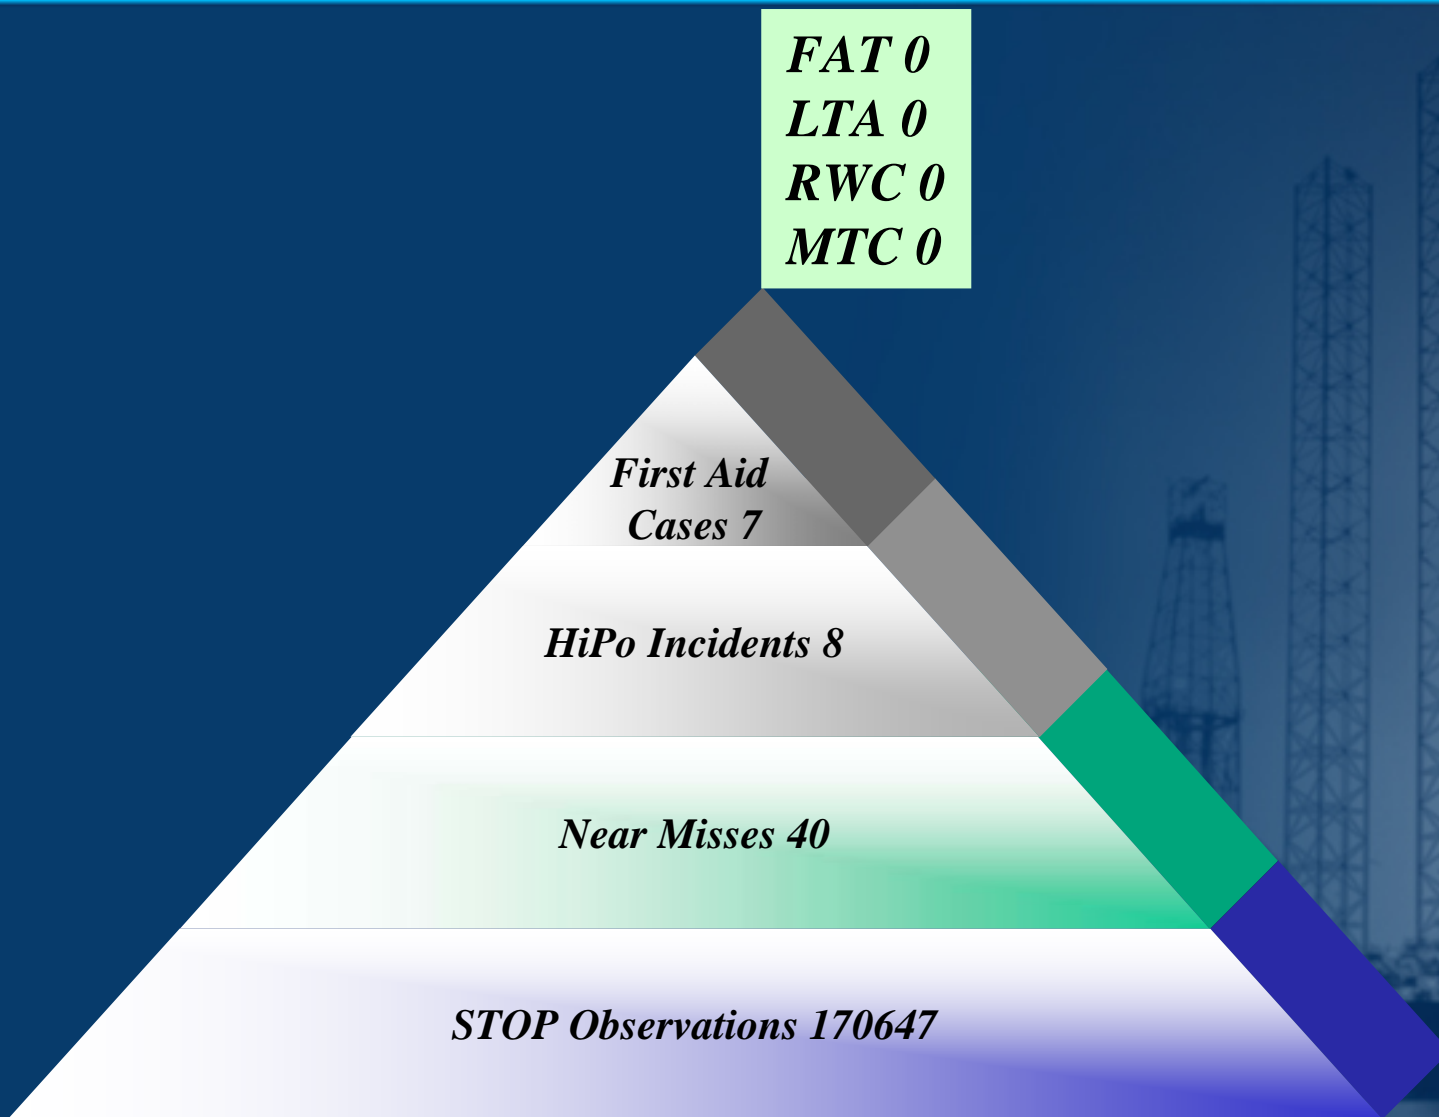 FAT 0
LTA 0
RWC 0
MTC 0
First Aid
Cases 7
HiPo Incidents 8
Near Misses 40
STOP Observations 170647